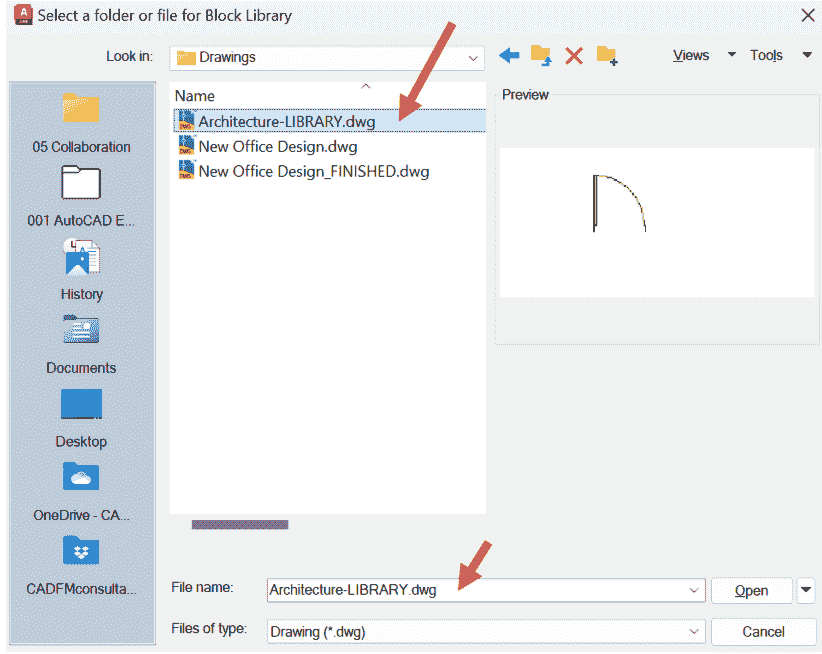 Select a folder or file for Block Library
Look in: Drawings Views Tools
Name
Architecture-LIBRARY.dwg
New Office Design.dwg
New Office Design_FINISHED.dwg
Preview
05 Collaboration
001 AutoCAD E...
History
Documents
Desktop
OneDrive - CA...
CADFMconsulta...
File name: Architecture-LIBRARY.dwg Open
Files of type: Drawing (*.dwg) Cancel